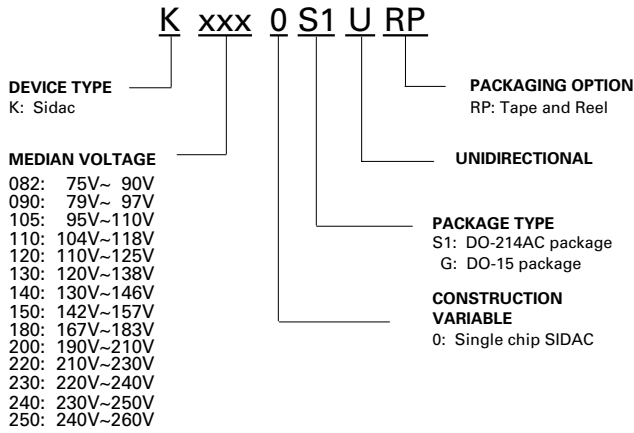 K xxx 0 S1 U RP
DEVICE TYPE
K: Sidac
MEDIAN VOLTAGE
082: 75V~ 90V
090: 79V~ 97V
105: 95V~110V
110: 104V~118V
120: 110V~125V
130: 120V~138V
140: 130V~146V
150: 142V~157V
180: 167V~183V
200: 190V~210V
220: 210V~230V
230: 220V~240V
240: 230V~250V
250: 240V~260V
PACKAGING OPTION
RP: Tape and Reel
UNIDIRECTIONAL
PACKAGE TYPE
S1: DO-214AC package
G: DO-15 package
CONSTRUCTION
VARIABLE
0: Single chip SIDAC